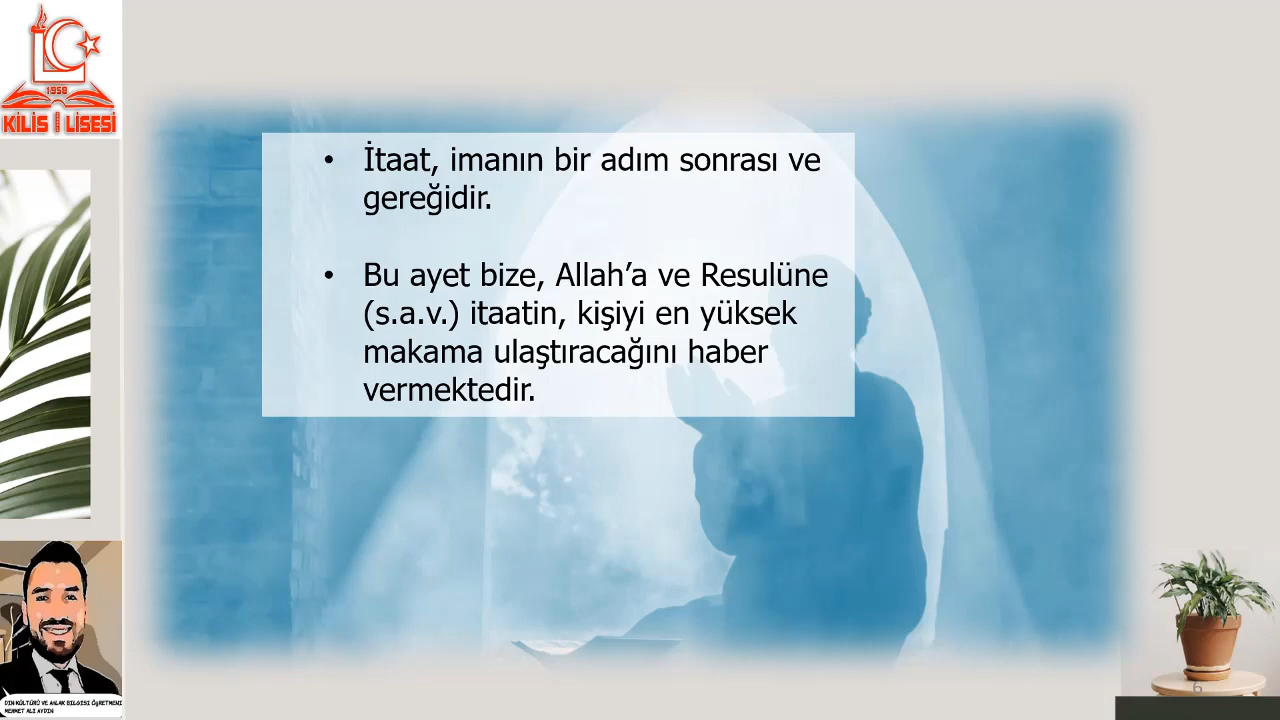 1958
KİLİS LİSESİ
• İtaat, imanın bir adım sonrası ve
gereğidir.
• Bu ayet bize, Allah’a ve Resulüne
(s.a.v.) itaatin, kişiyi en yüksek
makama ulaştıracağını haber
vermektedir.
DİN KÜLTÜRÜ VE AHLAK BİLGİSİ ÖĞRETMENİ
MEHMET ALİ AYDIN
6